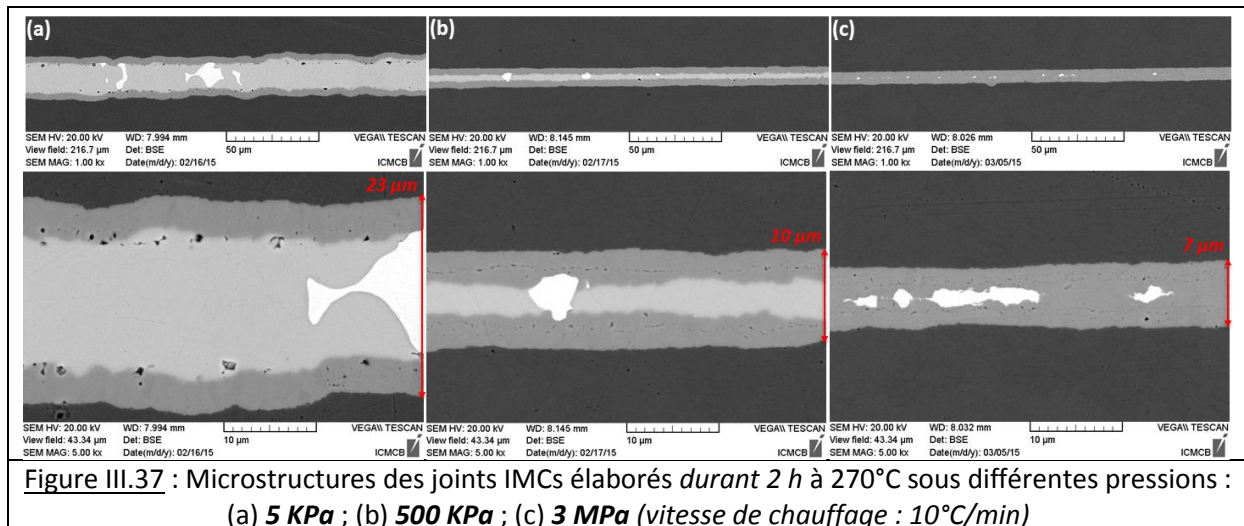 (a)
SEM HV: 20.00 kV WD: 7.994 mm VEGA\\ TESCAN
View field: 216.7 µm Det: BSE 50 µm
SEM MAG: 1.00 kx Date(m/d/y): 02/16/15 ICMCB
(b)
SEM HV: 20.00 kV WD: 8.145 mm VEGA\\ TESCAN
View field: 216.7 µm Det: BSE 50 µm
SEM MAG: 1.00 kx Date(m/d/y): 02/17/15 ICMCB
(c)
SEM HV: 20.00 kV WD: 8.026 mm VEGA\\ TESCAN
View field: 216.7 µm Det: BSE 50 µm
SEM MAG: 1.00 kx Date(m/d/y): 03/05/15 ICMCB
23 µm
SEM HV: 20.00 kV WD: 7.994 mm VEGA\\ TESCAN
View field: 43.34 µm Det: BSE 10 µm
SEM MAG: 5.00 kx Date(m/d/y): 02/16/15 ICMCB
10 µm
SEM HV: 20.00 kV WD: 8.145 mm VEGA\\ TESCAN
View field: 43.34 µm Det: BSE 10 µm
SEM MAG: 5.00 kx Date(m/d/y): 02/17/15 ICMCB
7 µm
SEM HV: 20.00 kV WD: 8.032 mm VEGA\\ TESCAN
View field: 43.34 µm Det: BSE 10 µm
SEM MAG: 5.00 kx Date(m/d/y): 03/05/15 ICMCB
Figure III.37 : Microstructures des joints IMCs élaborés durant 2 h à 270°C sous différentes pressions :
(a) 5 KPa ; (b) 500 KPa ; (c) 3 MPa (vitesse de chauffage : 10°C/min)